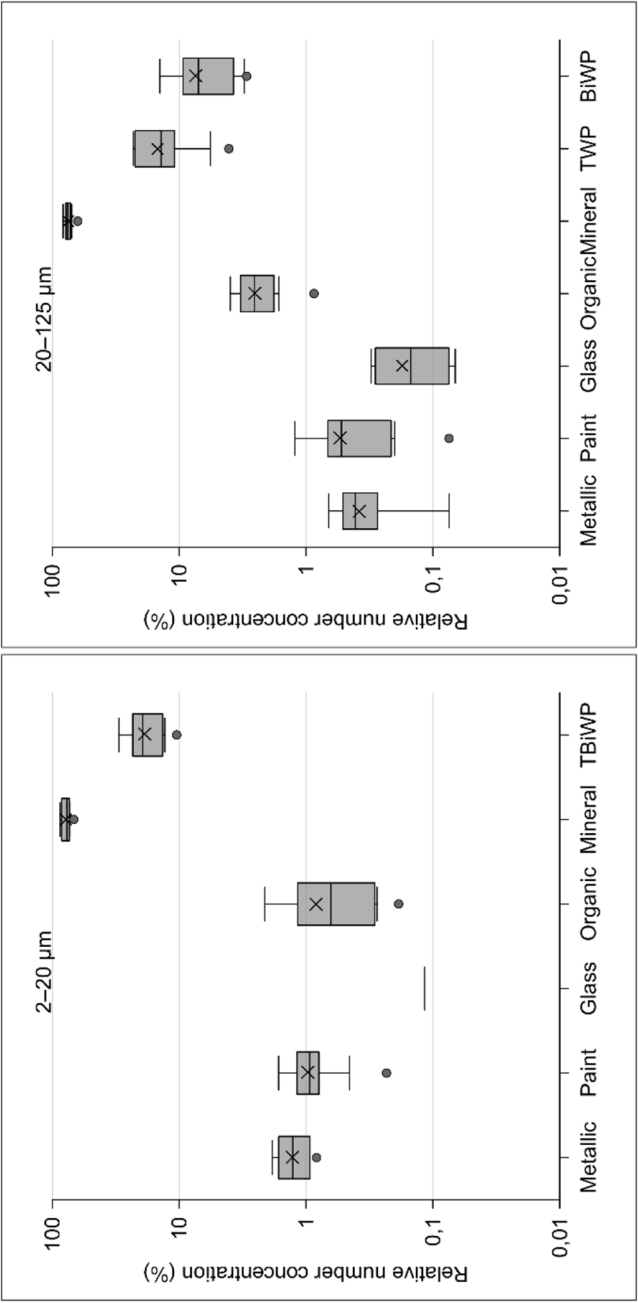 2–20 µm
Relative number concentration (%)
100
10
1
0,1
0,01
Metallic Paint Glass Organic Mineral TBiWP
20–125 µm
Relative number concentration (%)
100
10
1
0,1
0,01
Metallic Paint Glass Organic Mineral TWP BiWP